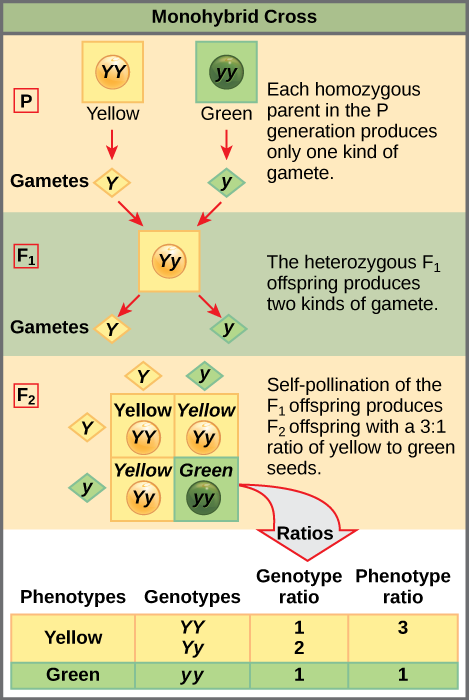 Monohybrid Cross
P
YY
yy
Yellow
Green
Each homozygous
parent in the P
generation produces
only one kind of
gamete.
Gametes
Y
y
F1
Yy
The heterozygous F1
offspring produces
two kinds of gamete.
Gametes
Y
y
F2
Y
y
Y
Yellow
YY
Yellow
Yy
y
Yellow
Yy
Green
yy
Self-pollination of the
F1 offspring produces
F2 offspring with a 3:1
ratio of yellow to green
seeds.
Ratios
Phenotypes Genotypes Genotype ratio Phenotype ratio
Yellow YY 1 3
Yy 2
Green yy 1 1